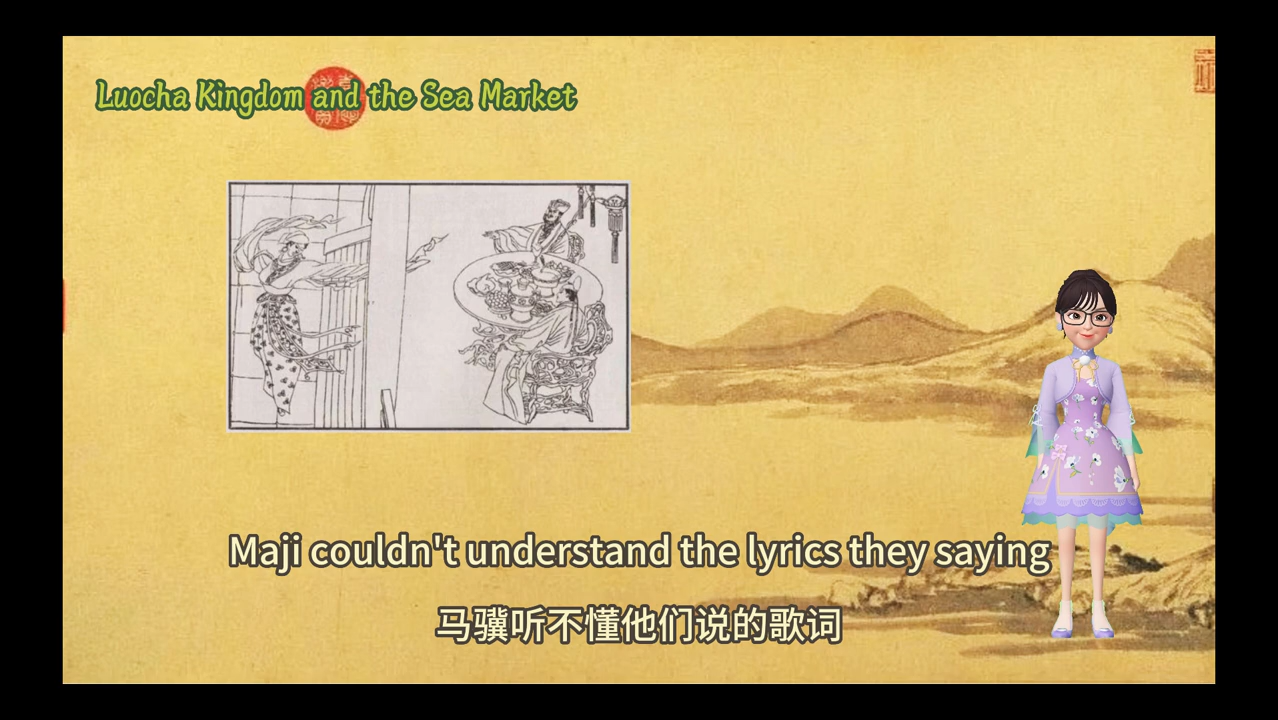 Luocha Kingdom and the Sea Market
Maji couldn't understand the lyrics they saying
马骥听不懂他们说的歌词